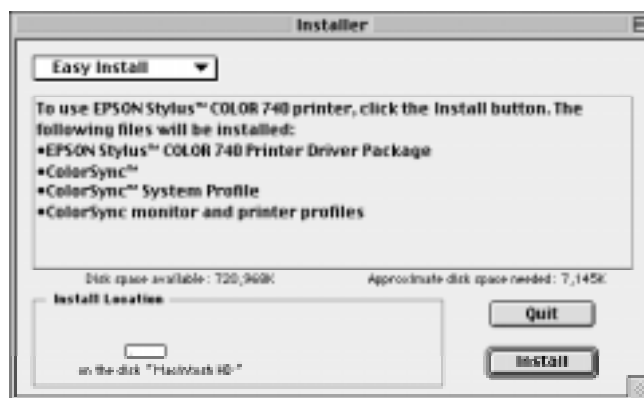 Installer
Easy Install
To use EPSON Stylus™ COLOR 740 printer, click the Install button. The
following files will be installed:
•EPSON Stylus™ COLOR 740 Printer Driver Package
•ColorSync™
•ColorSync™ System Profile
•ColorSync monitor and printer profiles
Disk space available : 720,968K Approximate disk space needed : 7,145K
Install Location
on the disk "Macintosh HD"
Quit
Install